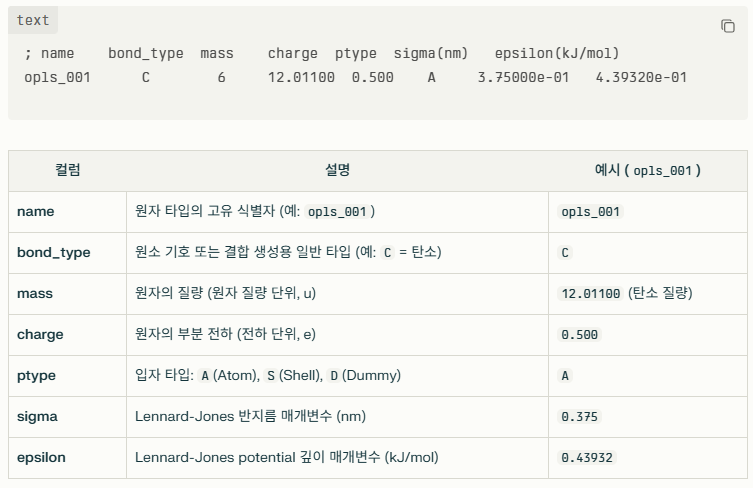 text
; name    bond_type  mass    charge  ptype  sigma(nm)   epsilon(kJ/mol)
opls_001      C        6     12.01100  0.500    A     3.75000e-01   4.39320e-01
컬럼 설명 예시 ( opls_001 )
name 원자 타입의 고유 식별자 (예: opls_001 ) opls_001
bond_type 원소 기호 또는 결합 생성용 일반 타입 (예: C = 탄소) C
mass 원자의 질량 (원자 질량 단위, u) 12.01100 (탄소 질량)
charge 원자의 부분 전하 (전하 단위, e) 0.500
ptype 입자 타입: A (Atom), S (Shell), D (Dummy) A
sigma Lennard-Jones 반지름 매개변수 (nm) 0.375
epsilon Lennard-Jones potential 깊이 매개변수 (kJ/mol) 0.43932